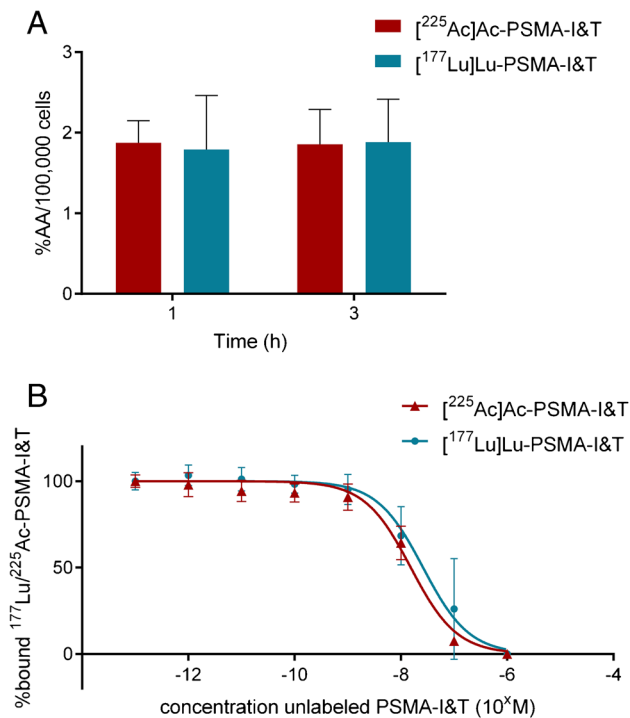 A
[²²⁵Ac]Ac-PSMA-I&T
[¹⁷⁷Lu]Lu-PSMA-I&T
%AA/100,000 cells
3
2
1
0
1 3
Time (h)
B
[²²⁵Ac]Ac-PSMA-I&T
[¹⁷⁷Lu]Lu-PSMA-I&T
%bound ¹⁷⁷Lu/²²⁵Ac-PSMA-I&T
100
50
0
-12 -10 -8 -6 -4
concentration unlabeled PSMA-I&T (10ˣM)